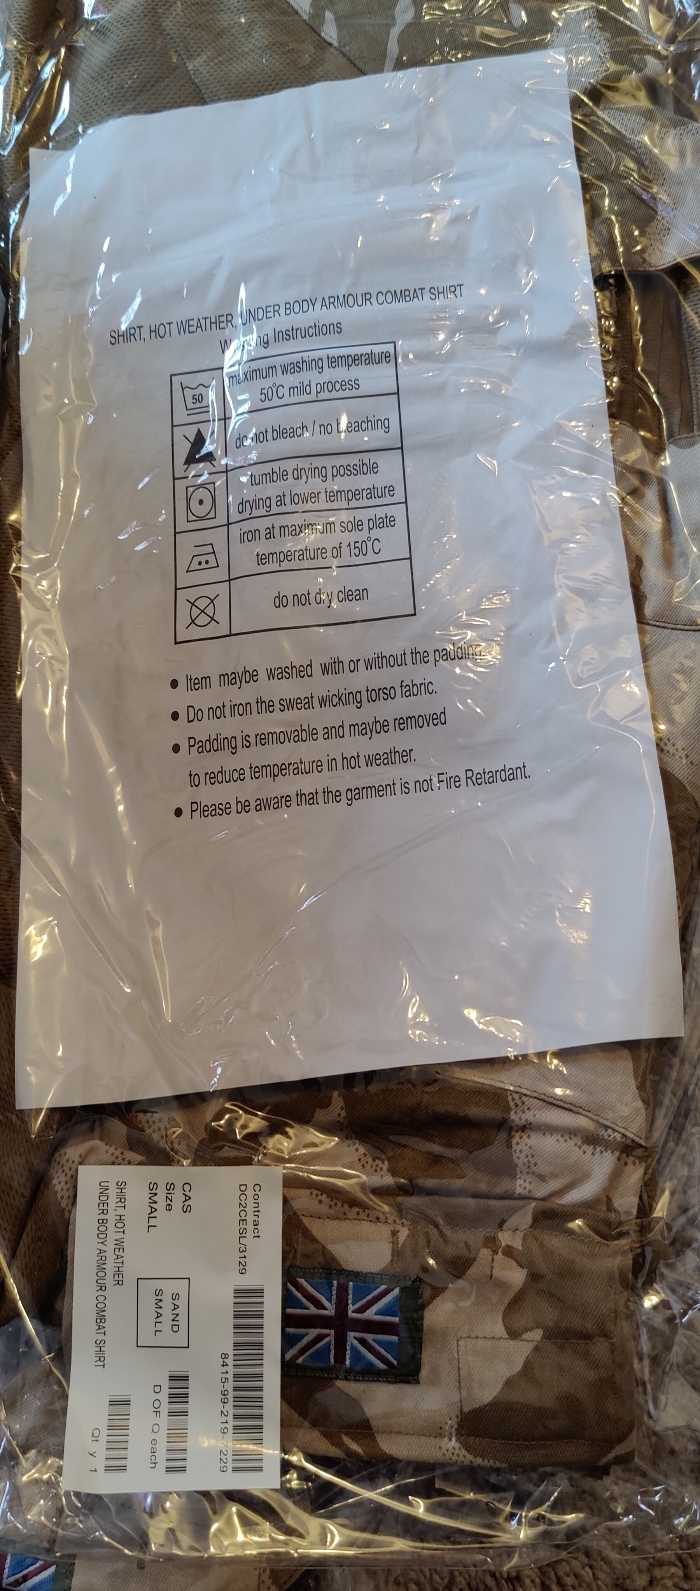 SHIRT, HOT WEATHER, UNDER BODY ARMOUR COMBAT SHIRT
Washing Instructions
50
maximum washing temperature
50°C mild process
do not bleach / no bleaching
tumble drying possible
drying at lower temperature
iron at maximum sole plate
temperature of 150°C
do not dry clean
● Item maybe washed with or without the padding.
● Do not iron the sweat wicking torso fabric.
● Padding is removable and maybe removed
to reduce temperature in hot weather.
● Please be aware that the garment is not Fire Retardant.
Contract
DC2CESL/3129
8415-99-219-7229
CAS
Size
SMALL
SAND
SMALL
D OF Q each
SHIRT, HOT WEATHER
UNDER BODY ARMOUR COMBAT SHIRT
Qt y 1